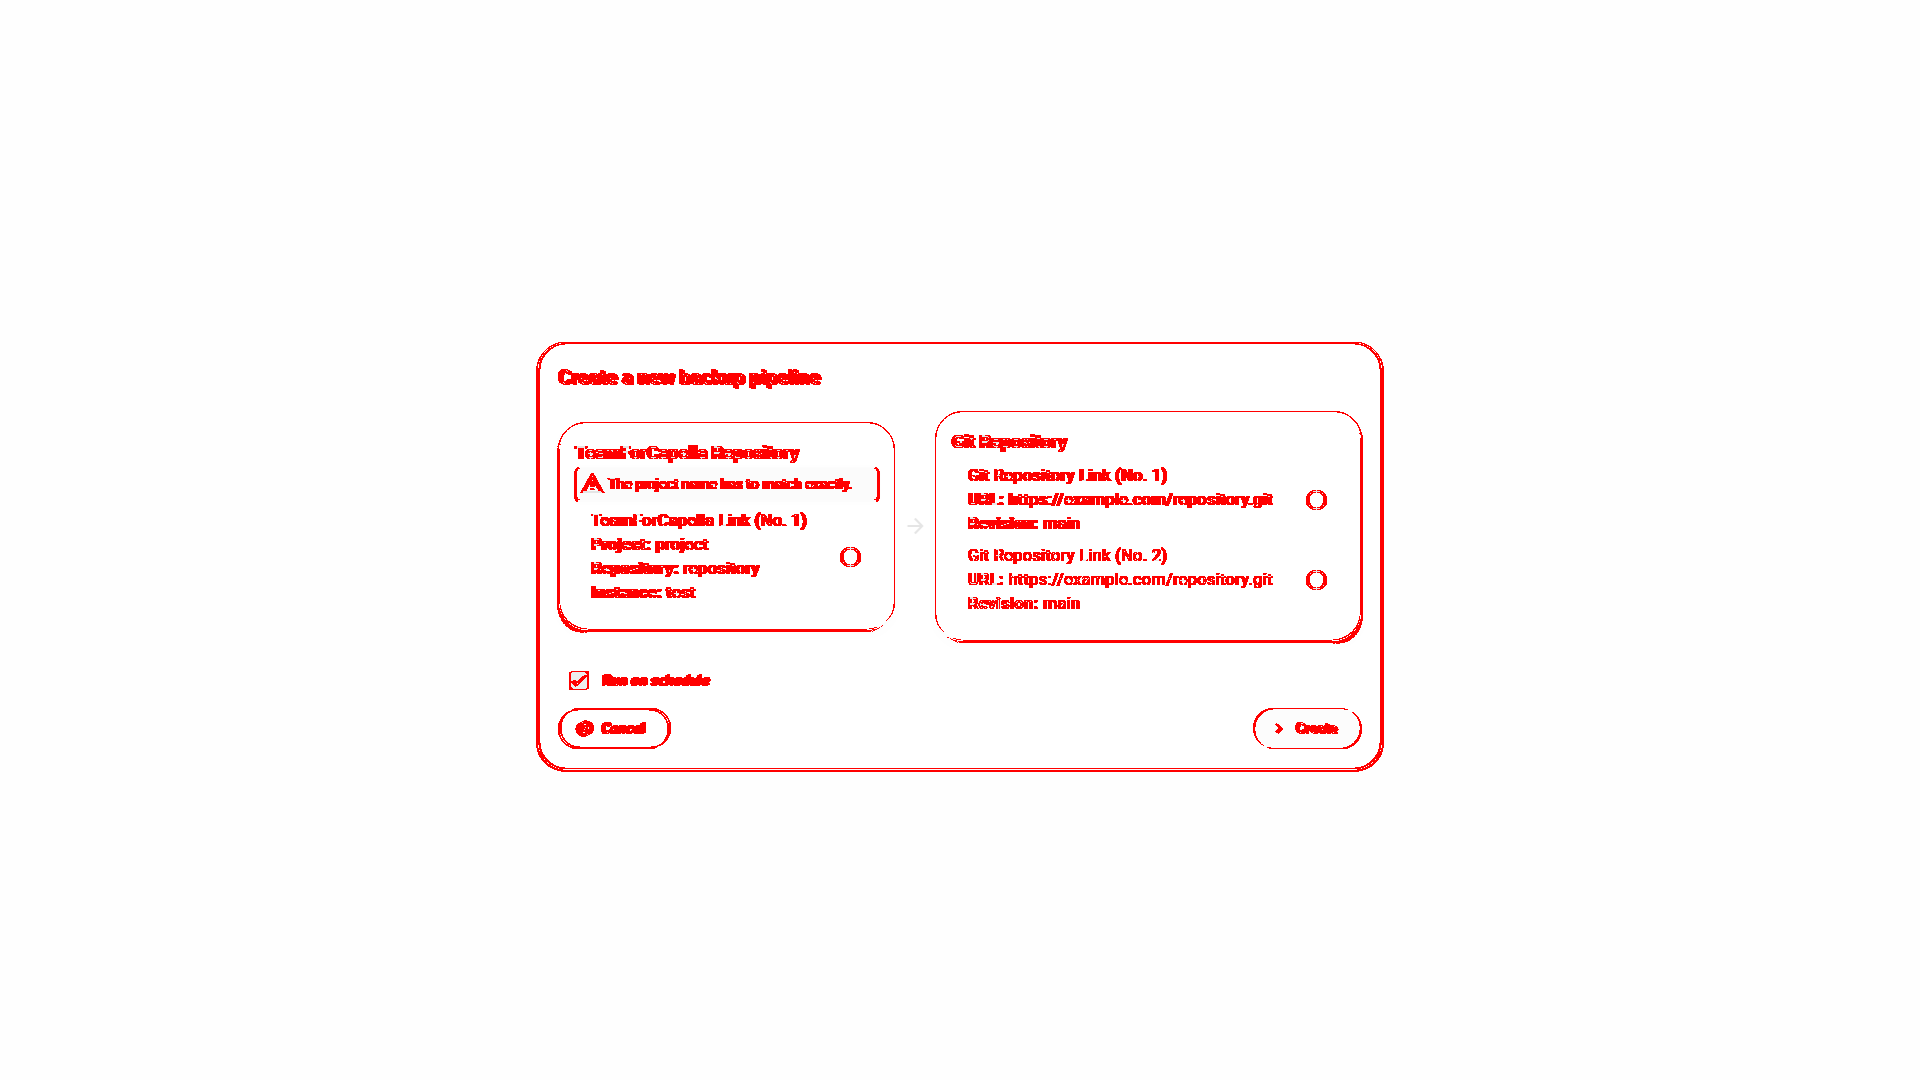 Create a new backup pipeline
TeamForCapella Repository
The project name has to match exactly.
TeamForCapella Link (No. 1)
Project: project
Repository: repository
Instance: test
Git Repository
Git Repository Link (No. 1)
URL: https://example.com/repository.git
Revision: main
Git Repository Link (No. 2)
URL: https://example.com/repository.git
Revision: main
Run on schedule
Cancel
Create